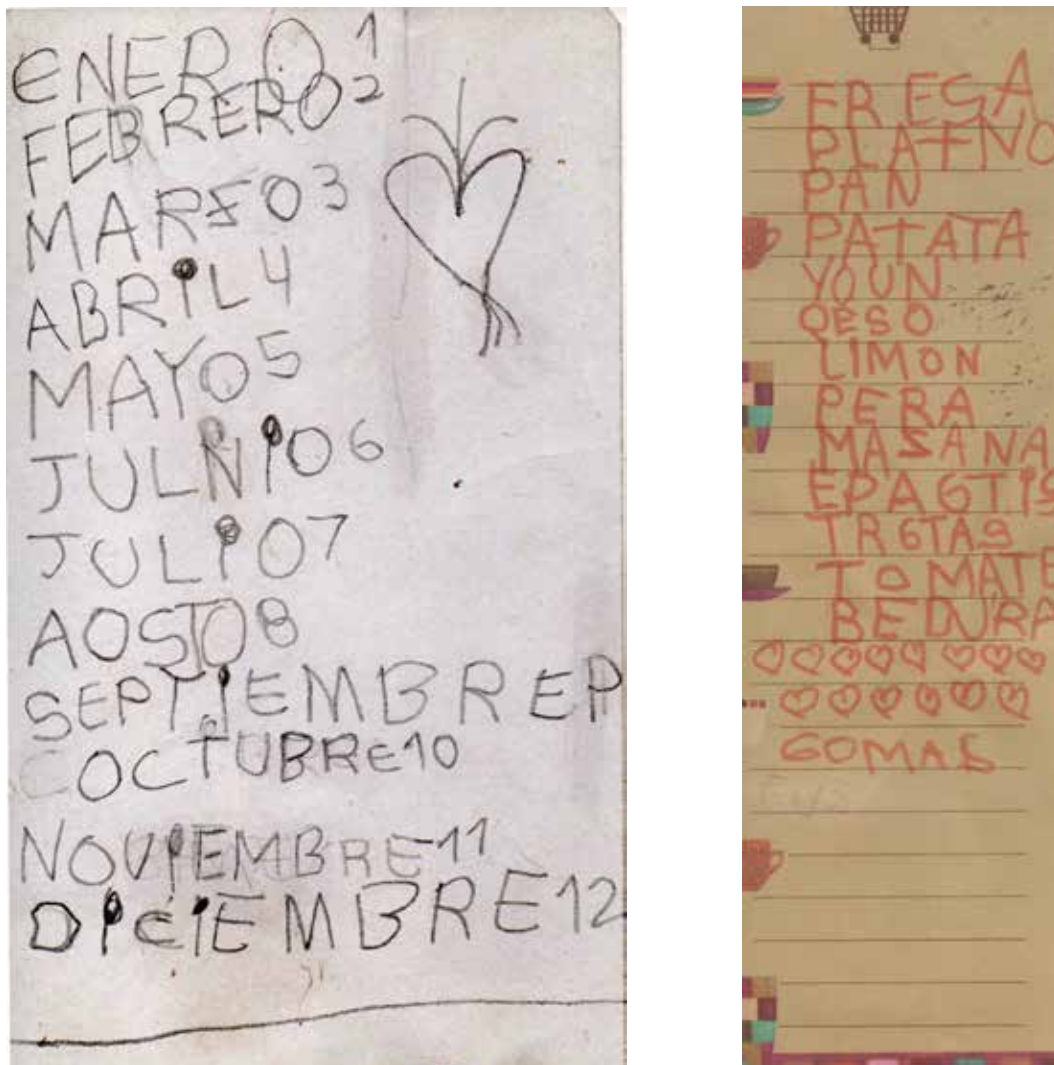 ENERO 1
FEBRERO 2
MARZO 3
ABRIL 4
MAYO 5
JULNIO 6
JULIO 7
AOSTO 8
SEPTIEMBRE P
OCTUBRE 10
NOVIEMBRE 11
DICIEMBRE 12
FRESA
PLATNO
PAN
PATATA
YOUN
QESO
LIMON
PERA
MASANA
EPAGTIS
TRGTAS
TOMATE
BEDURA
GOMAS